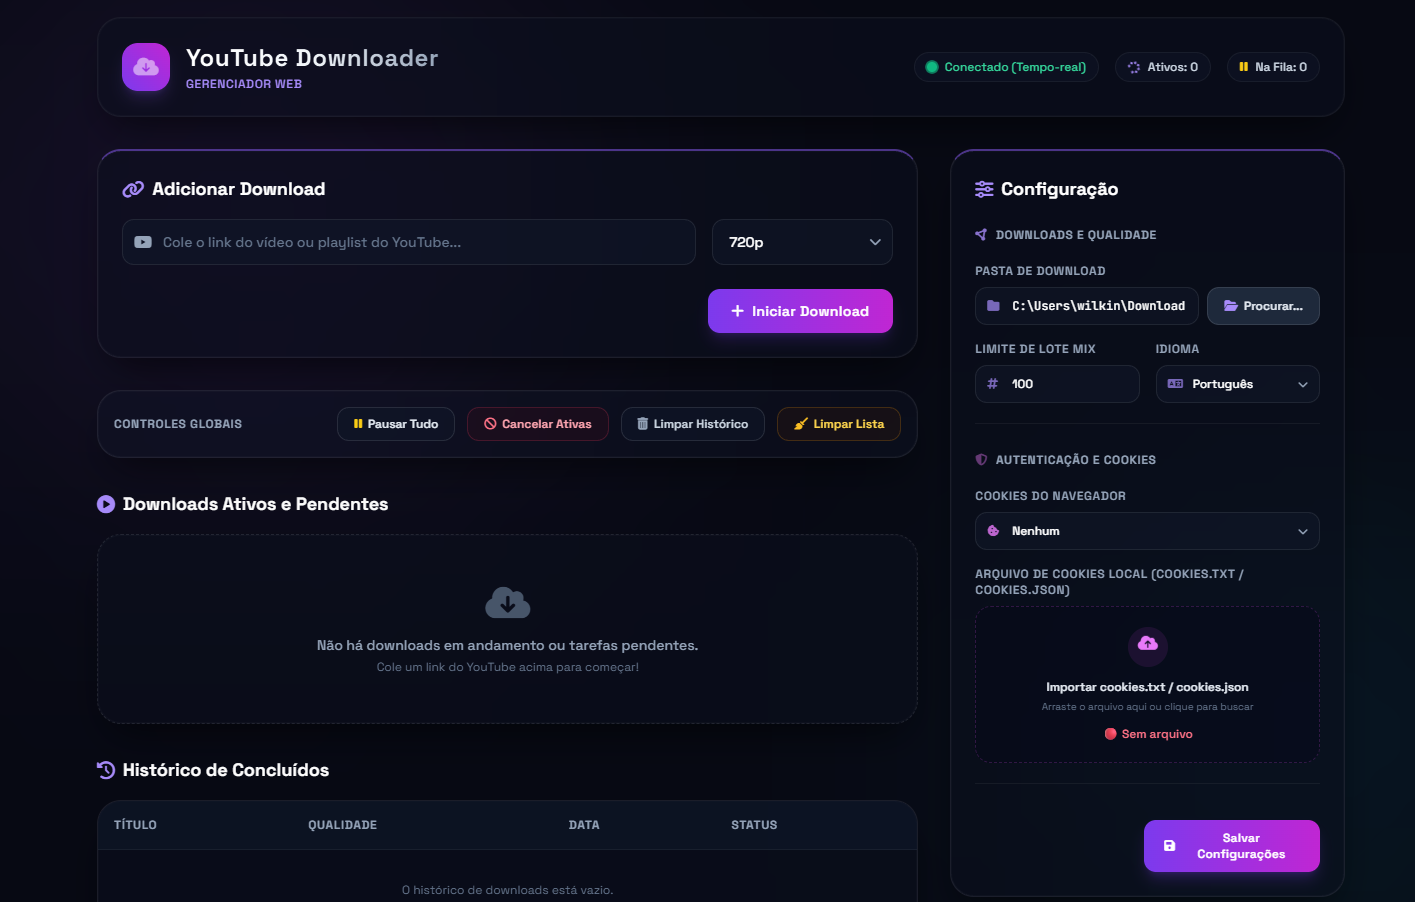 YouTube Downloader
GERENCIADOR WEB
Conectado (Tempo-real)
Ativos: 0
Na Fila: 0
Adicionar Download
Cole o link do vídeo ou playlist do YouTube...
720p
Iniciar Download
CONTROLES GLOBAIS
Pausar Tudo
Cancelar Ativas
Limpar Histórico
Limpar Lista
Downloads Ativos e Pendentes
Não há downloads em andamento ou tarefas pendentes.
Cole um link do YouTube acima para começar!
Histórico de Concluídos
TÍTULO QUALIDADE DATA STATUS
O histórico de downloads está vazio.
Configuração
DOWNLOADS E QUALIDADE
PASTA DE DOWNLOAD
C:\Users\wilkin\Download
Procurar...
LIMITE DE LOTE MIX
IDIOMA
# 100
Português
AUTENTICAÇÃO E COOKIES
COOKIES DO NAVEGADOR
Nenhum
ARQUIVO DE COOKIES LOCAL (COOKIES.TXT /
COOKIES.JSON)
Importar cookies.txt / cookies.json
Arraste o arquivo aqui ou clique para buscar
Sem arquivo
Salvar
Configurações